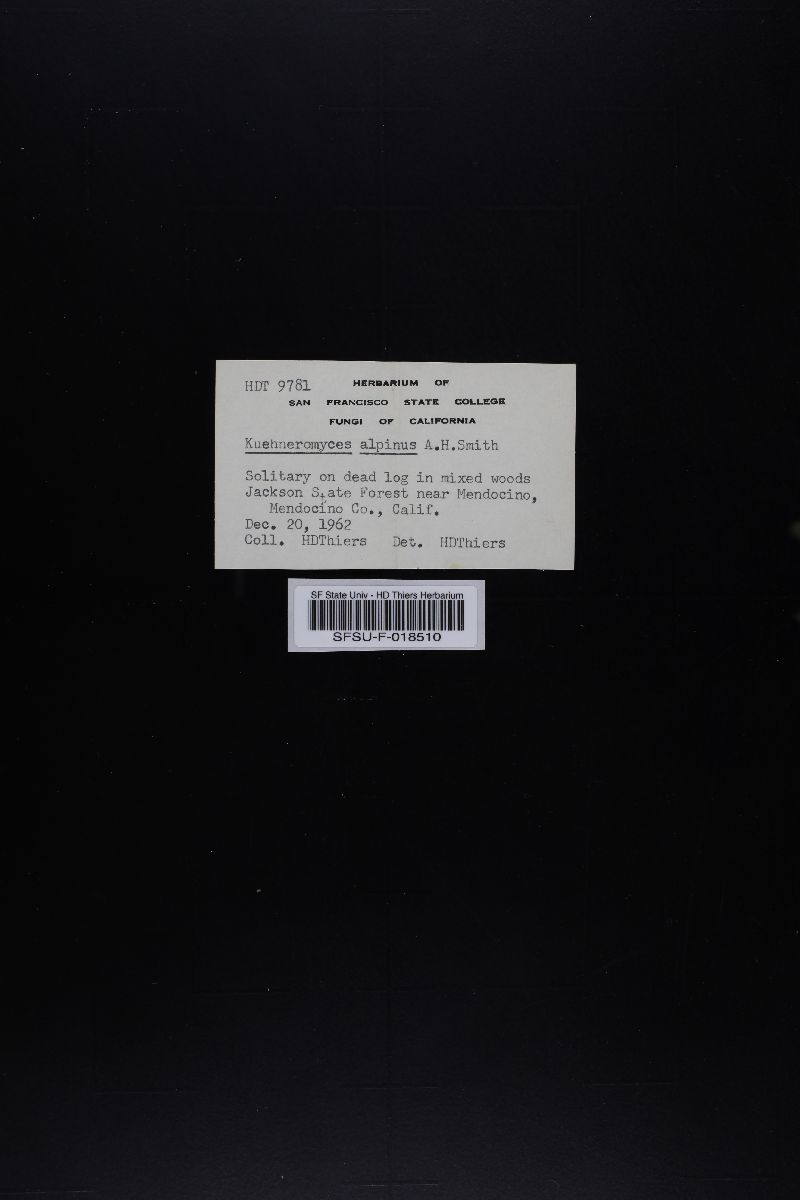 HDT 9781 HERBARIUM OF
SAN FRANCISCO STATE COLLEGE
FUNGI OF CALIFORNIA
Kuehneromyces alpinus A.H.Smith
Solitary on dead log in mixed woods
Jackson State Forest near Mendocino,
Mendocino Co., Calif.
Dec. 20, 1962
Coll. HDThiers Det. HDThiers
SF State Univ - HD Thiers Herbarium
SFSU-F-018510